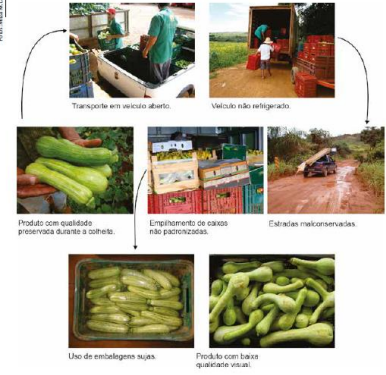 Transporte em veículo aberto.
Veículo não refrigerado.
Produto com qualidade
preservada durante a colheita.
Empilhamento de caixas
não padronizadas.
Estradas malconservadas.
Uso de embalagens sujas.
Produto com baixa
qualidade visual.